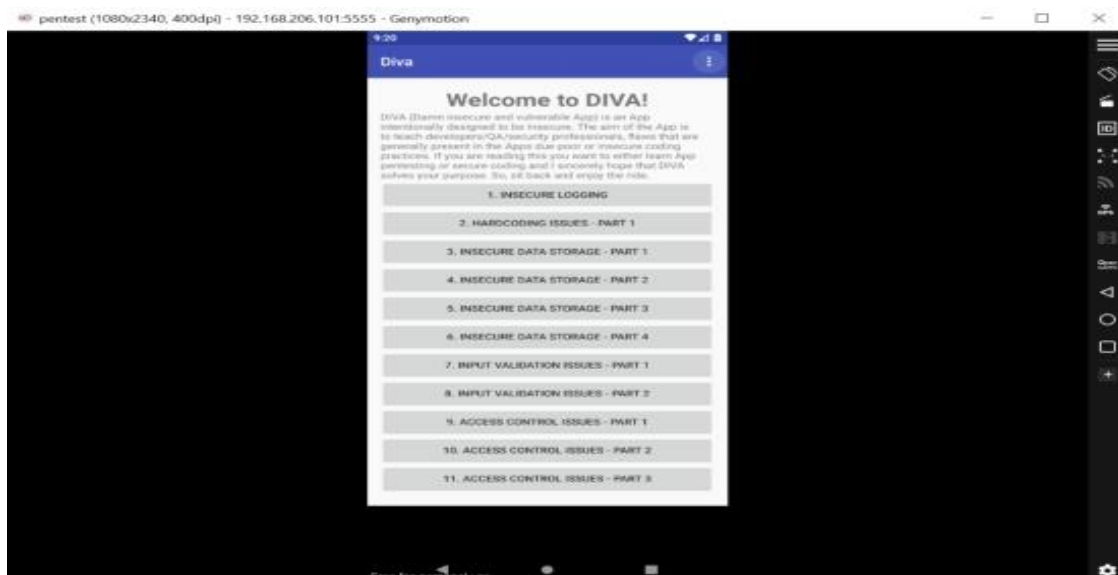 pentest (1080x2340, 400dpi) - 192.168.206.101:5555 - Genymotion
9:20
Diva
Welcome to DIVA!
DIVA (Damn insecure and vulnerable App) is an App
intentionally designed to be insecure. The aim of the App is
to teach developers/QA/security professionals, flaws that are
generally present in the Apps due poor or insecure coding
practices. If you are reading this you want to either learn App
pentesting or secure coding and I sincerely hope that DIVA
solves your purpose. So, sit back and enjoy the ride.
1. INSECURE LOGGING
2. HARDCODING ISSUES - PART 1
3. INSECURE DATA STORAGE - PART 1
4. INSECURE DATA STORAGE - PART 2
5. INSECURE DATA STORAGE - PART 3
6. INSECURE DATA STORAGE - PART 4
7. INPUT VALIDATION ISSUES - PART 1
8. INPUT VALIDATION ISSUES - PART 2
9. ACCESS CONTROL ISSUES - PART 1
10. ACCESS CONTROL ISSUES - PART 2
11. ACCESS CONTROL ISSUES - PART 3